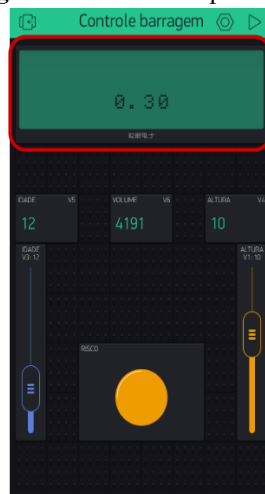 Controle barragem
0.30
IDADE V5
VOLUME V6
ALTURA V4
12
4191
10
IDADE
V3: 12
ALTURA
V1: 10
RISCO